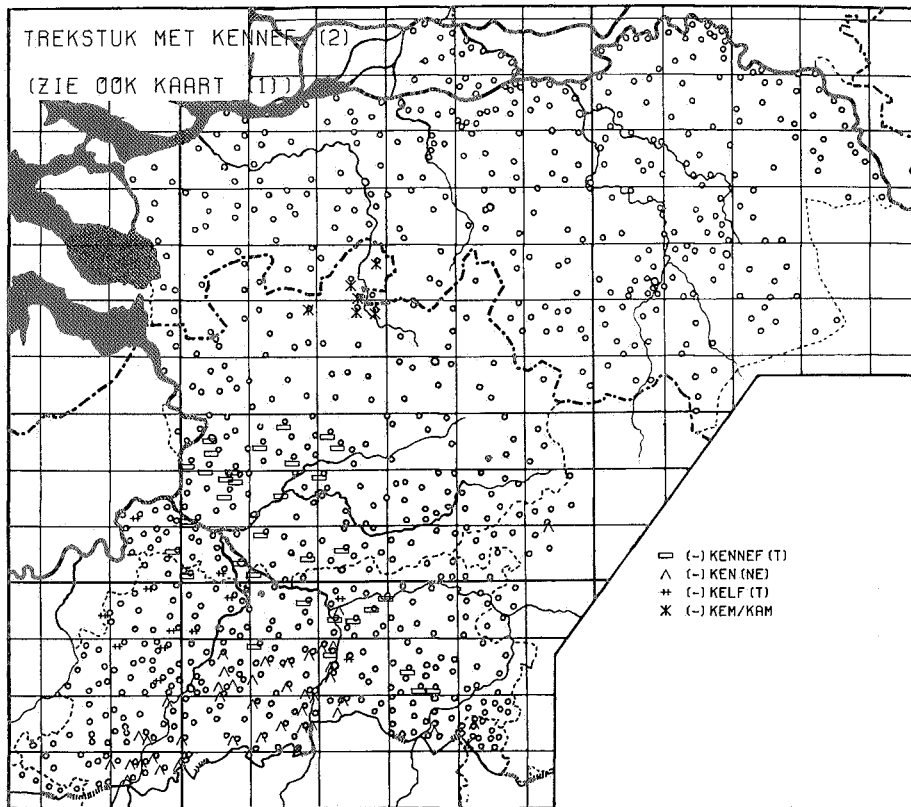 TREKSTUK MET KENNEF (2)
(ZIE OOK KAART (1))
(-) KENNEF (T)
(-) KEN (NE)
(-) KELF (T)
(-) KEM/KAM